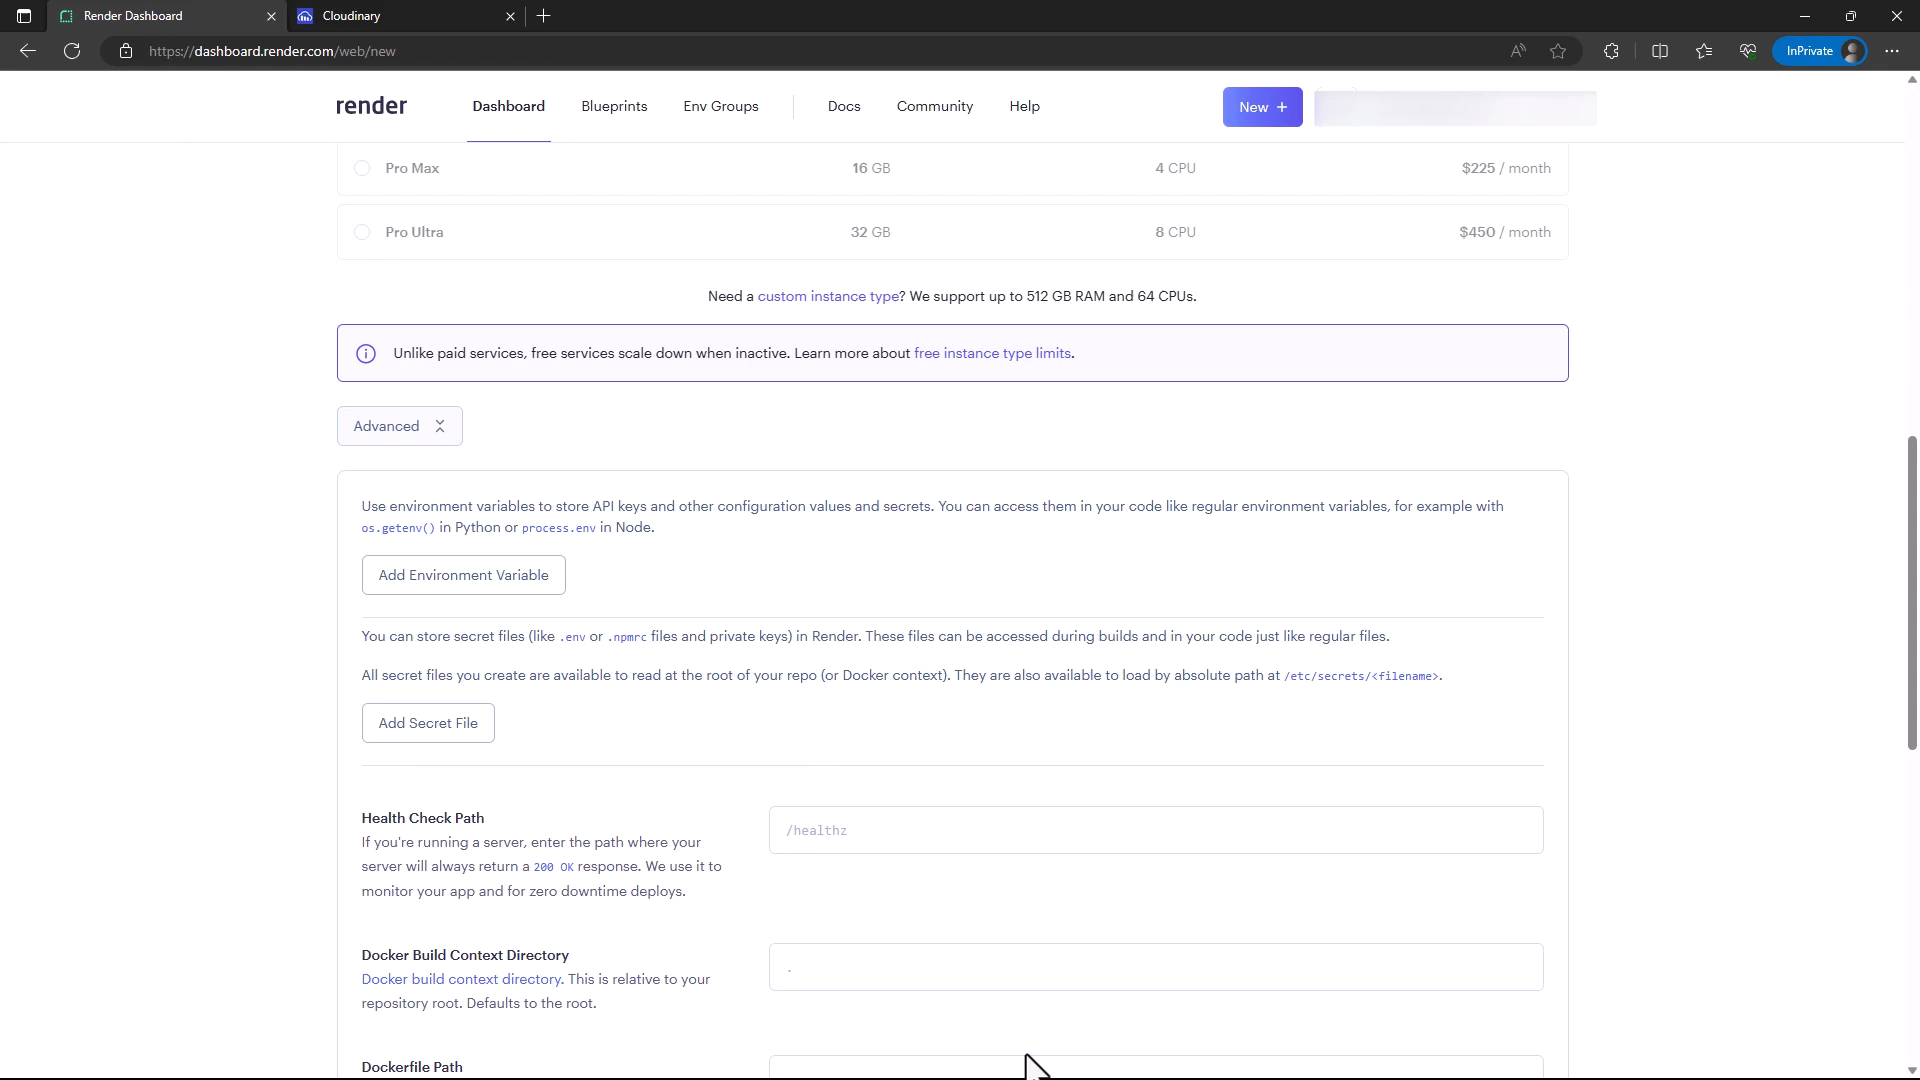 Render Dashboard
Cloudinary
https://dashboard.render.com/web/new
InPrivate
render
Dashboard
Blueprints
Env Groups
Docs
Community
Help
New +
Pro Max
16 GB
4 CPU
$225 / month
Pro Ultra
32 GB
8 CPU
$450 / month
Need a custom instance type? We support up to 512 GB RAM and 64 CPUs.
Unlike paid services, free services scale down when inactive. Learn more about free instance type limits.
Advanced
Use environment variables to store API keys and other configuration values and secrets. You can access them in your code like regular environment variables, for example with
os.getenv() in Python or process.env in Node.
Add Environment Variable
You can store secret files (like .env or .npmrc files and private keys) in Render. These files can be accessed during builds and in your code just like regular files.
All secret files you create are available to read at the root of your repo (or Docker context). They are also available to load by absolute path at /etc/secrets/<filename>.
Add Secret File
Health Check Path
If you're running a server, enter the path where your
server will always return a 200 OK response. We use it to
monitor your app and for zero downtime deploys.
/healthz
Docker Build Context Directory
Docker build context directory. This is relative to your
repository root. Defaults to the root.
.
Dockerfile Path